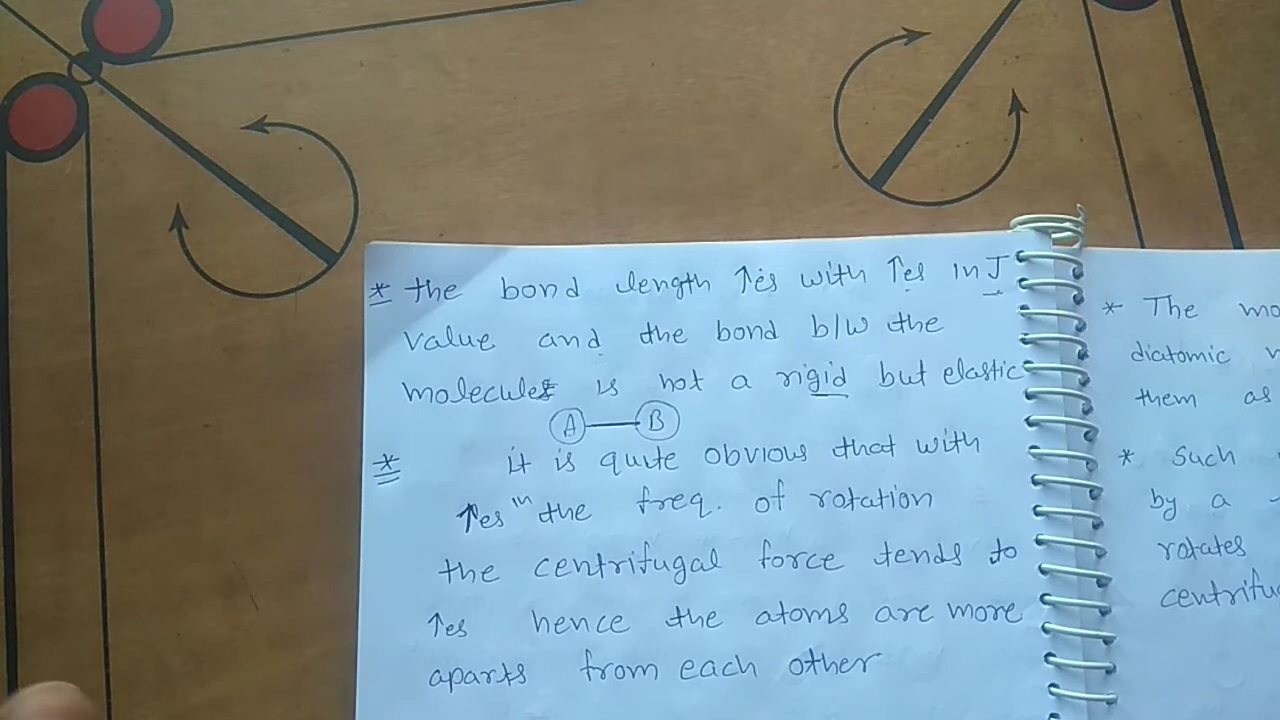 * the bond length ↑es with ↑es in J
value and the bond b/w the
molecules is not a rigid but elastic
A — B
* it is quite obvious that with
↑es in the freq. of rotation
the centrifugal force tends to
↑es hence the atoms are more
aparts from each other
* The mo
diatomic
them as
* Such
by a
rotates
centrifu